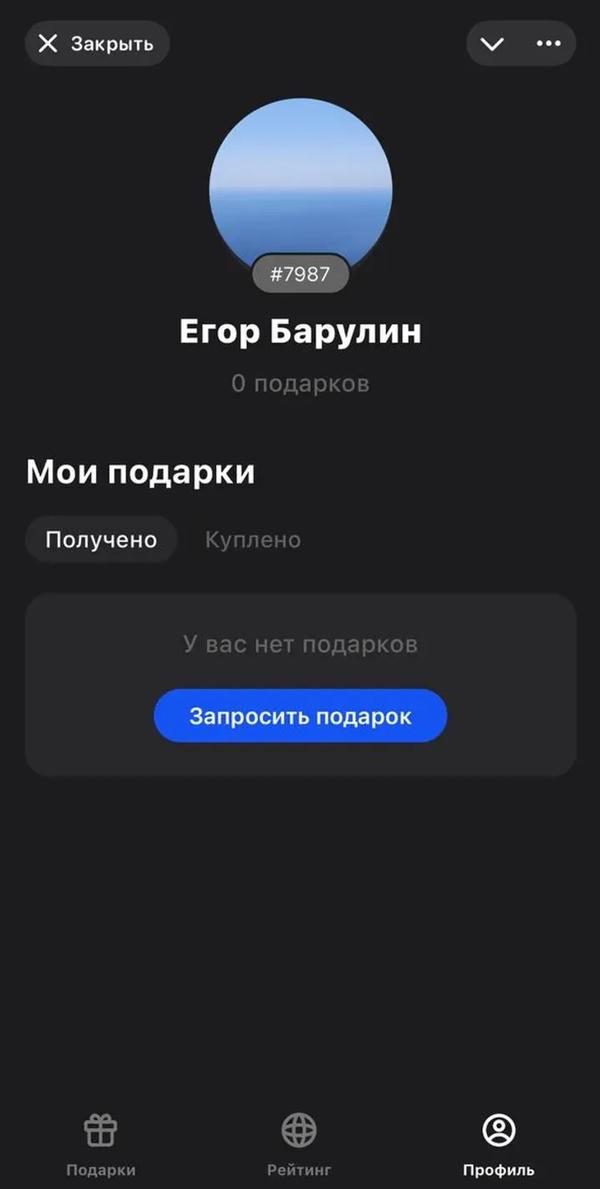 Закрыть
#7987
Егор Барулин
0 подарков
Мои подарки
Получено Куплено
У вас нет подарков
Запросить подарок
Подарки Рейтинг Профиль